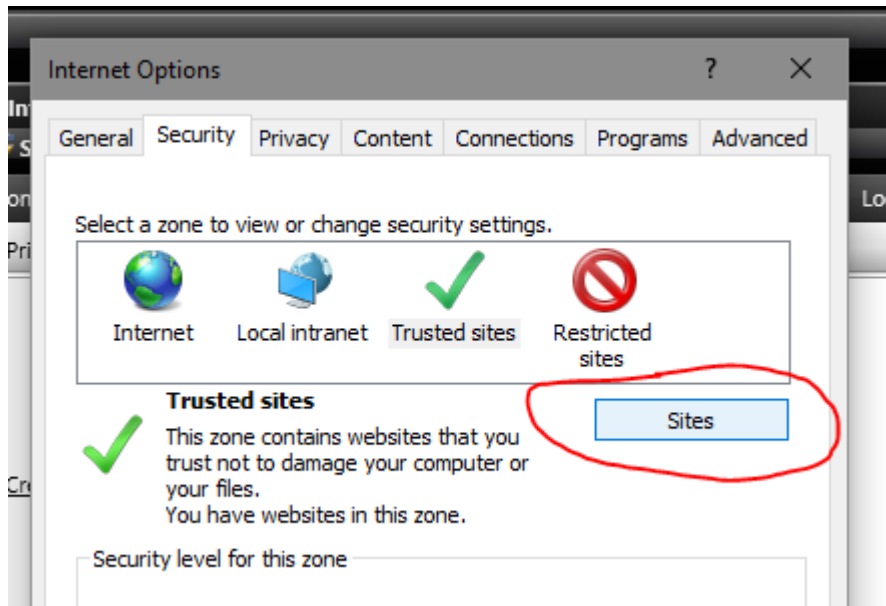 Internet Options ? ×
General Security Privacy Content Connections Programs Advanced
Select a zone to view or change security settings.
Internet Local intranet Trusted sites Restricted
sites
Trusted sites
Sites
This zone contains websites that you
trust not to damage your computer or
your files.
You have websites in this zone.
Security level for this zone